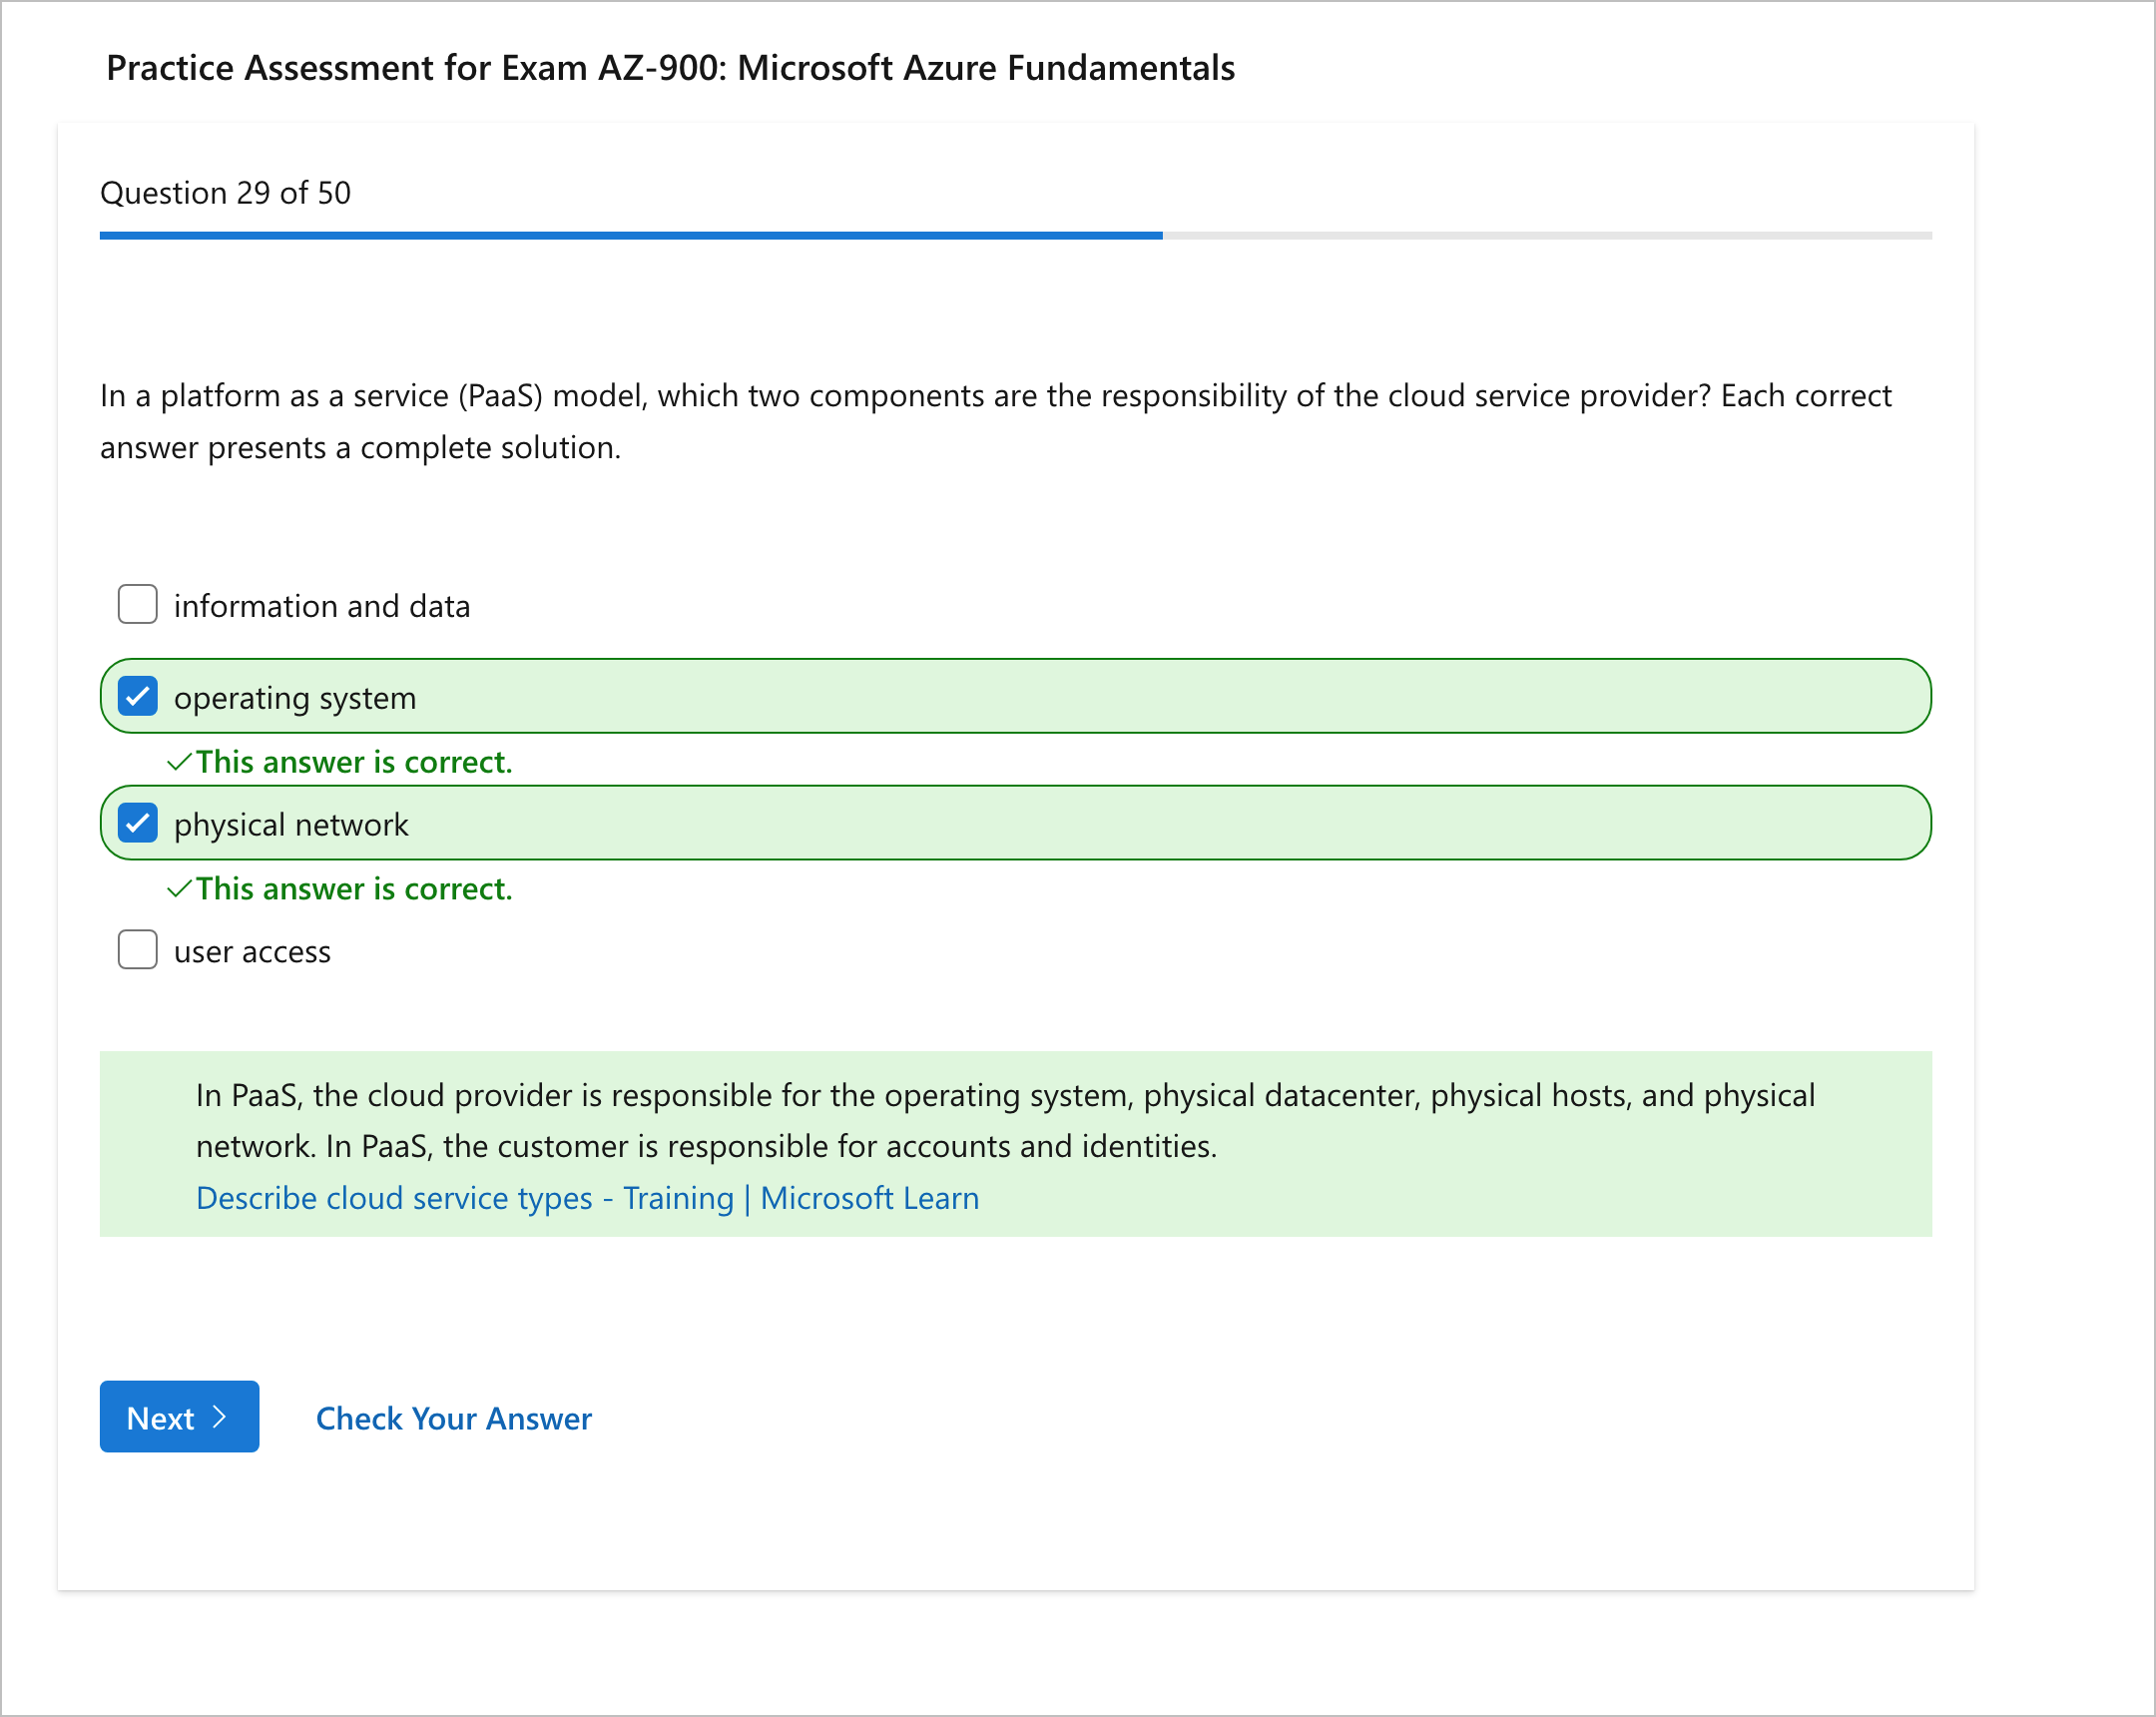 Practice Assessment for Exam AZ-900: Microsoft Azure Fundamentals
Question 29 of 50
In a platform as a service (PaaS) model, which two components are the responsibility of the cloud service provider? Each correct
answer presents a complete solution.
information and data
operating system
This answer is correct.
physical network
This answer is correct.
user access
In PaaS, the cloud provider is responsible for the operating system, physical datacenter, physical hosts, and physical
network. In PaaS, the customer is responsible for accounts and identities.
Describe cloud service types - Training | Microsoft Learn
Next
Check Your Answer